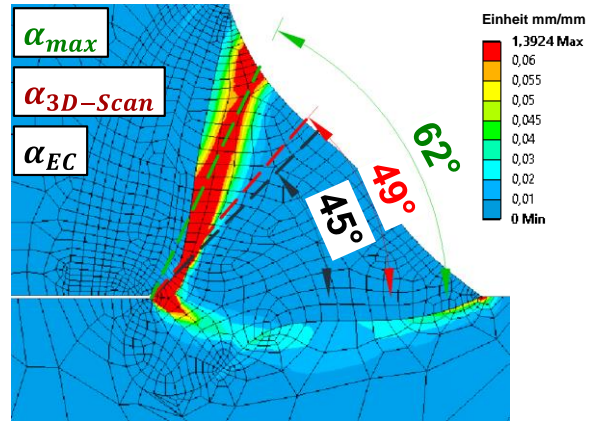 α_max
α_3D−Scan
α_EC
62°
49°
45°
Einheit mm/mm
1,3924 Max
0,06
0,055
0,05
0,045
0,04
0,03
0,02
0,01
0 Min